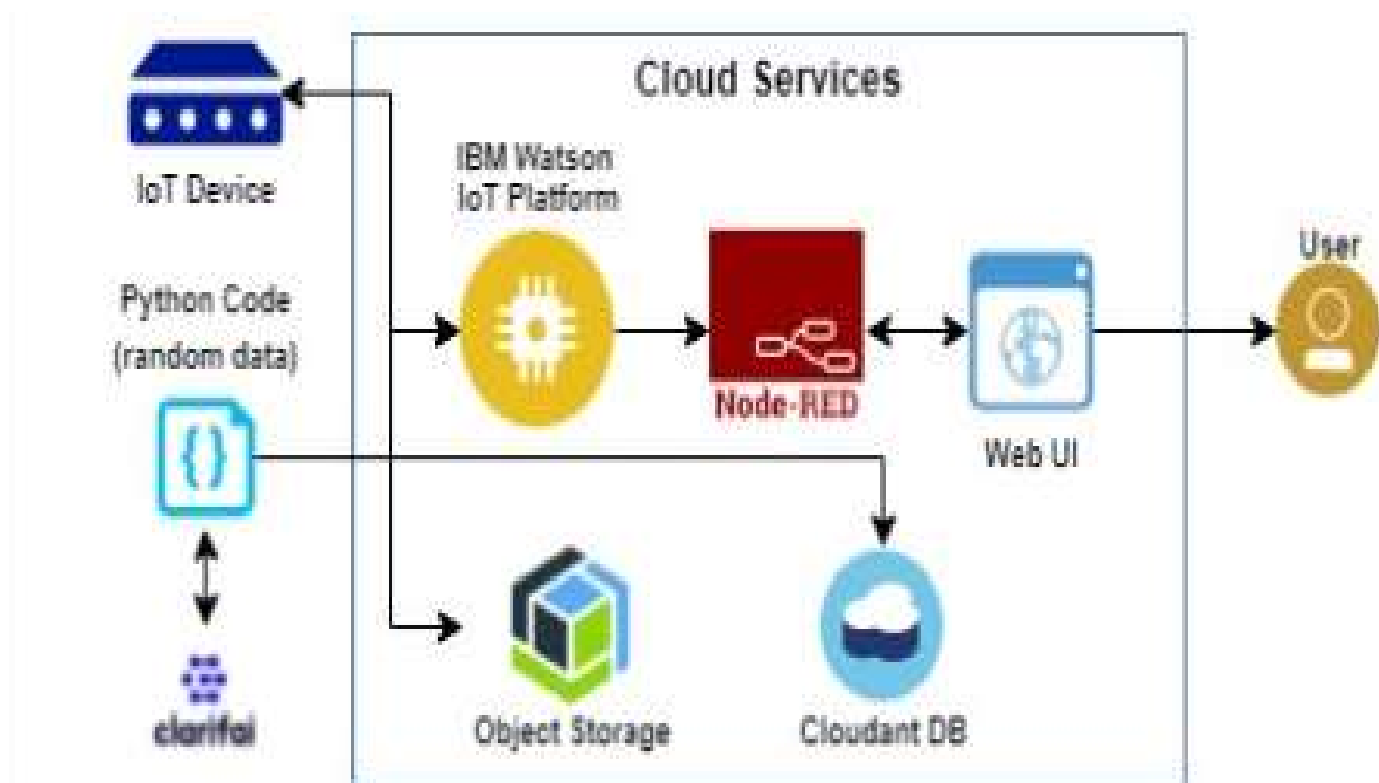 Cloud Services
IoT Device
IBM Watson
IoT Platform
Python Code
(random data)
Node-RED
Web UI
User
clarifai
Object Storage
Cloudant DB